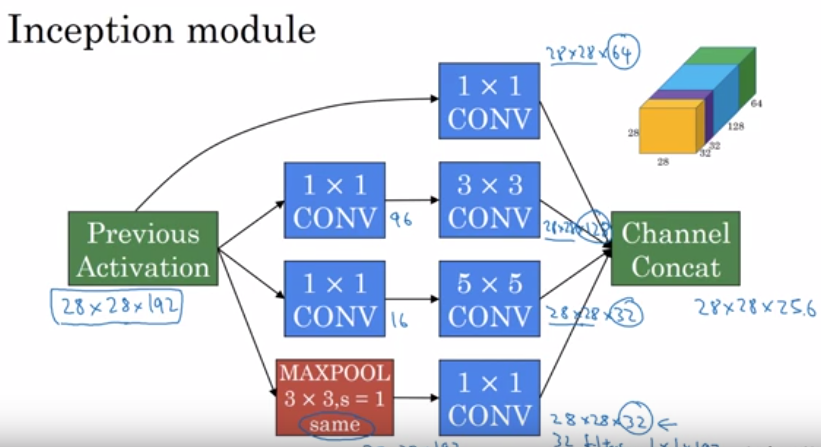 Inception module
28×28×64
1 × 1
CONV
28
28
32
32
128
64
1 × 1
CONV
96
3 × 3
CONV
28×28×128
Previous
Activation
28×28×192
Channel
Concat
28×28×256
1 × 1
CONV
16
5 × 5
CONV
28×28×32
MAXPOOL
3 × 3,s = 1
same
1 × 1
CONV
28×28×32
32